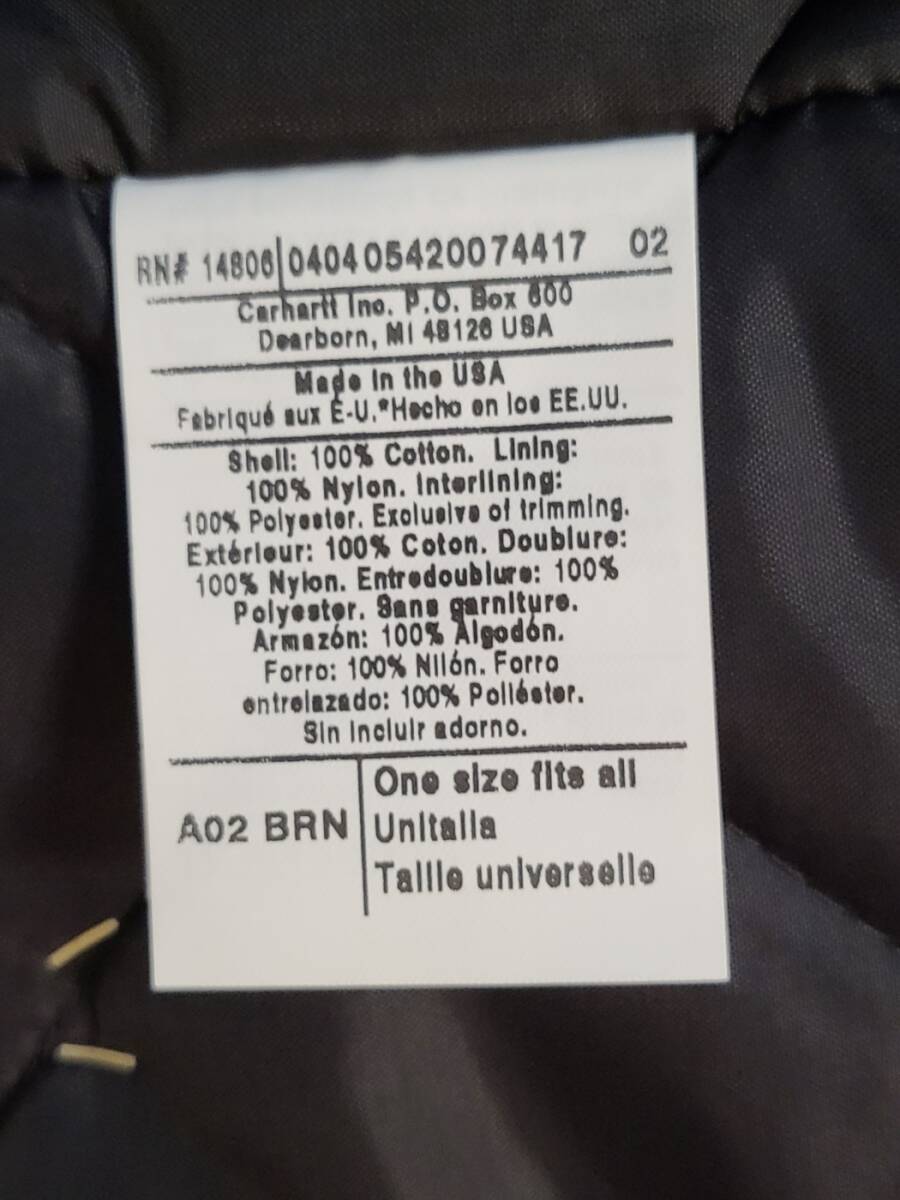 RN# 14806 040405420074417 02
Carhartt Inc. P.O. Box 600
Dearborn, MI 48126 USA
Made in the USA
Fabriqué aux É-U.*Hecho en los EE.UU.
Shell: 100% Cotton. Lining:
100% Nylon. Interlining:
100% Polyester. Exclusive of trimming.
Extérieur: 100% Coton. Doublure:
100% Nylon. Entredoublure: 100%
Polyester. Sans garniture.
Armazón: 100% Algodón.
Forro: 100% Nilón. Forro
entrelazado: 100% Poliéster.
Sin incluir adorno.
A02 BRN
One size fits all
Unitalla
Taille universelle